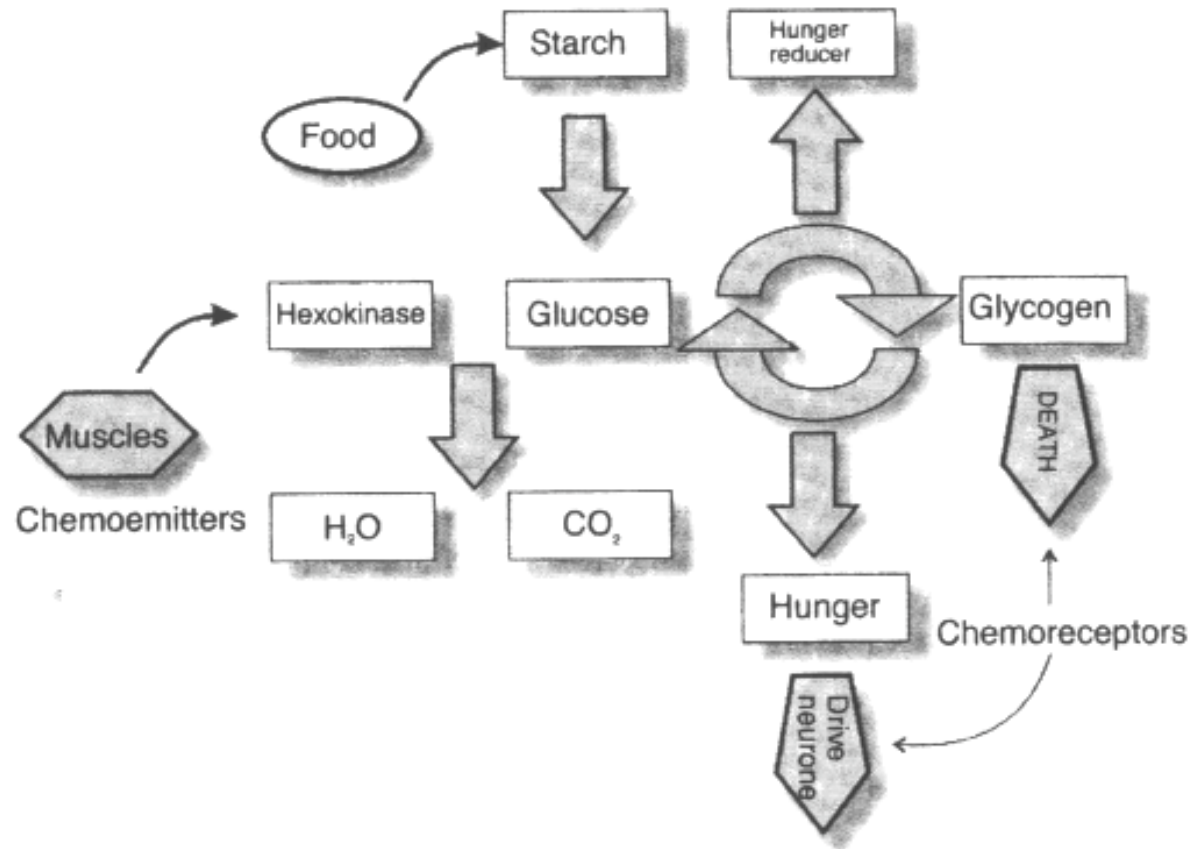 Starch
Hunger
reducer
Food
Hexokinase
Glucose
Glycogen
Muscles
DEATH
Chemoemitters
H₂O
CO₂
Hunger
Chemoreceptors
Drive
neurone